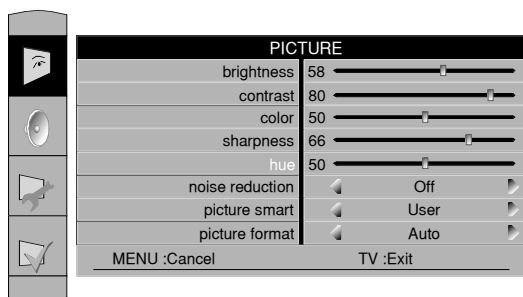 PICTURE
brightness 58
contrast 80
color 50
sharpness 66
hue 50
noise reduction Off
picture smart User
picture format Auto
MENU :Cancel TV :Exit